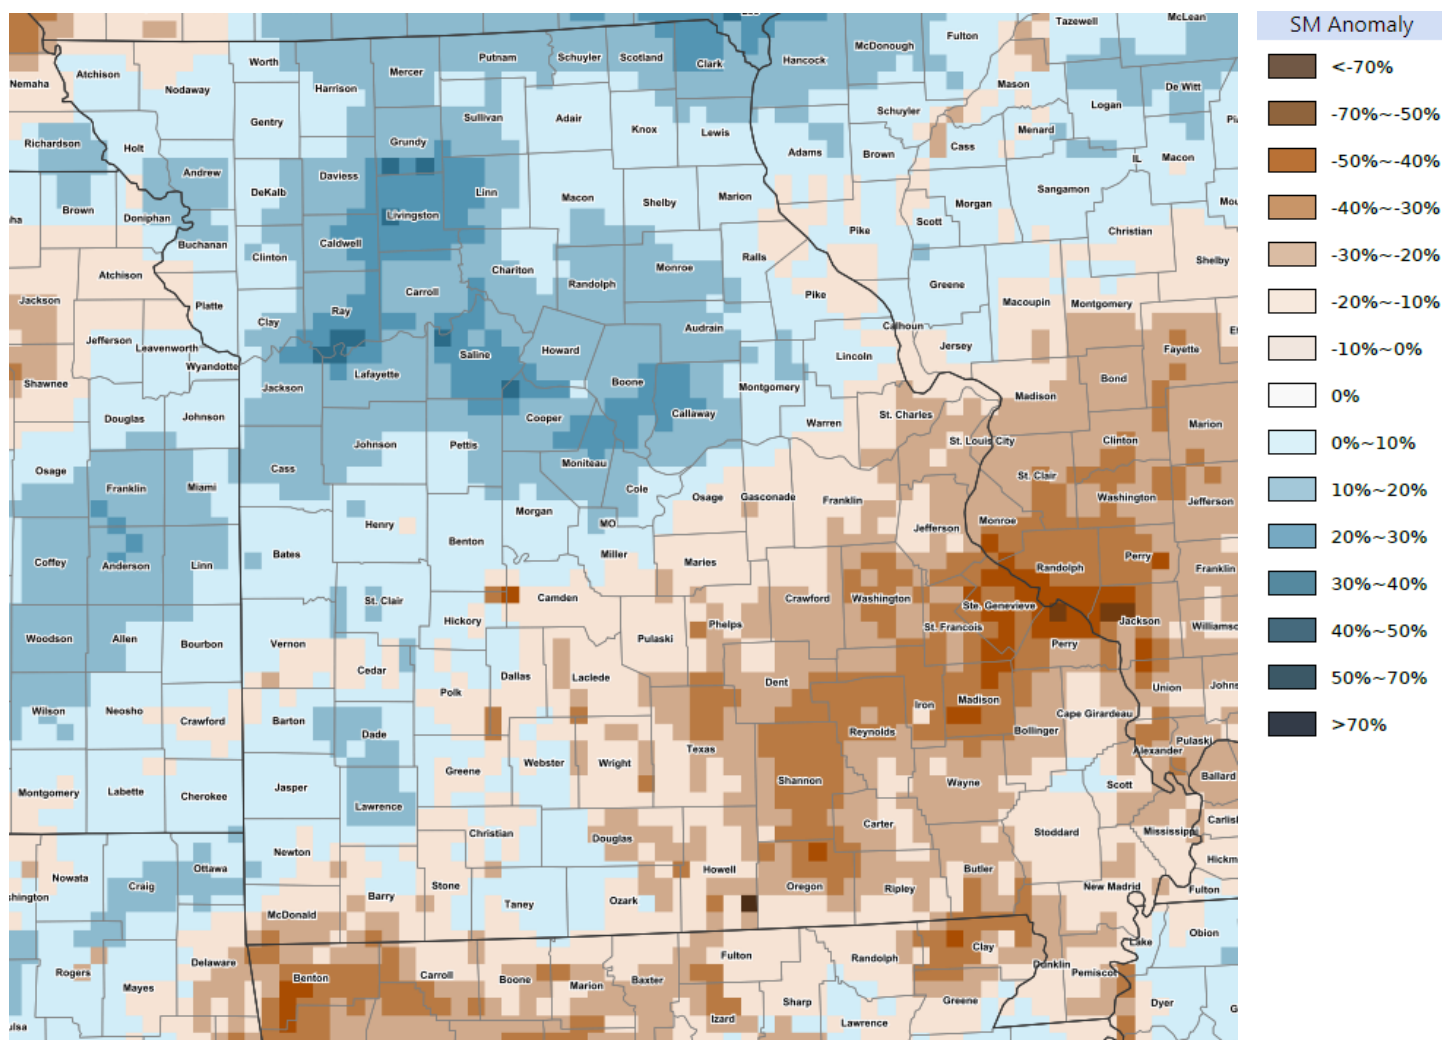 SM Anomaly
<-70%
-70%~-50%
-50%~-40%
-40%~-30%
-30%~-20%
-20%~-10%
-10%~0%
0%
0%~10%
10%~20%
20%~30%
30%~40%
40%~50%
50%~70%
>70%
Tazewell
McLean
Fulton
McDonough
Worth
Putnam
Schuyler
Scotland
Clark
Hancock
Mercer
Atchison
Nemaha
Nodaway
Harrison
Mason
De Witt
Logan
Gentry
Sullivan
Adair
Knox
Lewis
Schuyler
Menard
Richardson
Holt
Grundy
Adams
Brown
Cass
IL
Macon
Andrew
Daviess
DeKalb
Linn
Macon
Shelby
Marion
Sangamon
Morgan
Brown
Doniphan
Livingston
Scott
Pike
Christian
Buchanan
Caldwell
Clinton
Chariton
Monroe
Ralls
Shelby
Atchison
Randolph
Greene
Carroll
Pike
Macoupin
Montgomery
Jackson
Platte
Ray
Clay
Audrain
Calhoun
Jersey
Jefferson
Leavenworth
Saline
Howard
Lincoln
Fayette
Wyandotte
Lafayette
Boone
Bond
Shawnee
Jackson
Montgomery
Madison
Douglas
Johnson
Cooper
Callaway
Warren
St. Charles
Marion
Johnson
Pettis
St. Louis City
Clinton
Osage
Cass
Moniteau
St. Clair
Franklin
Miami
Cole
Osage
Gasconade
Franklin
Washington
Jefferson
Henry
Morgan
MO
Jefferson
Monroe
Benton
Miller
Bates
Perry
Coffey
Anderson
Linn
Maries
Randolph
Franklin
St. Clair
Camden
Crawford
Washington
Ste. Genevieve
Hickory
Phelps
St. Francois
Jackson
Woodson
Allen
Bourbon
Vernon
Pulaski
Perry
Cedar
Dallas
Laclede
Dent
Polk
Union
Madison
Iron
Cape Girardeau
Wilson
Neosho
Crawford
Barton
Dade
Reynolds
Bollinger
Texas
Pulaski
Alexander
Greene
Webster
Wright
Shannon
Wayne
Scott
Ballard
Montgomery
Labette
Cherokee
Jasper
Lawrence
Christian
Douglas
Carter
Stoddard
Mississippi
Newton
Howell
Butler
Nowata
Craig
Ottawa
Barry
Stone
Oregon
Ripley
New Madrid
Fulton
Taney
Ozark
McDonald
Obion
Lake
Clay
Delaware
Fulton
Randolph
Dunklin
Pemiscot
Rogers
Mayes
Benton
Carroll
Boone
Marion
Baxter
Sharp
Greene
Dyer
Izard
Lawrence